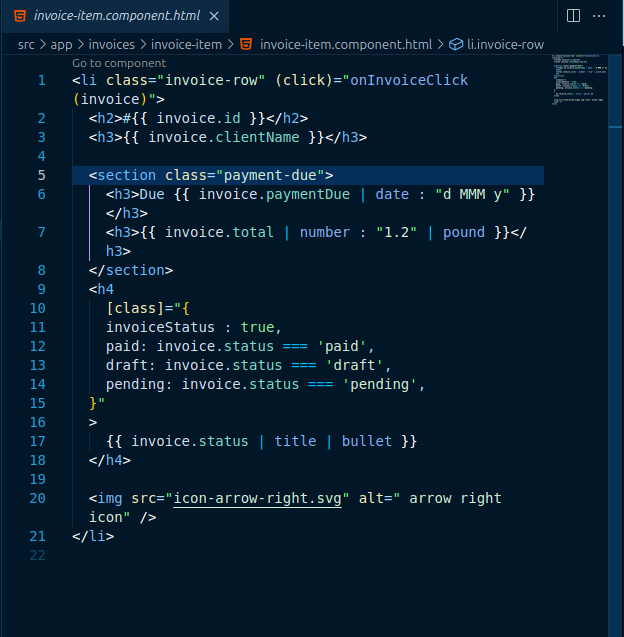 invoice-item.component.html
src > app > invoices > invoice-item > invoice-item.component.html > li.invoice-row
Go to component
1 <li class="invoice-row" (click)="onInvoiceClick
(invoice)">
2 <h2>#{{ invoice.id }}</h2>
3 <h3>{{ invoice.clientName }}</h3>
4
5 <section class="payment-due">
6 <h3>Due {{ invoice.paymentDue | date : "d MMM y" }}
</h3>
7 <h3>{{ invoice.total | number : "1.2" | pound }}</
h3>
8 </section>
9 <h4
10 [class]="{
11 invoiceStatus : true,
12 paid: invoice.status === 'paid',
13 draft: invoice.status === 'draft',
14 pending: invoice.status === 'pending',
15 }"
16 >
17 {{ invoice.status | title | bullet }}
18 </h4>
19
20 <img src="icon-arrow-right.svg" alt=" arrow right
icon" />
21 </li>
22